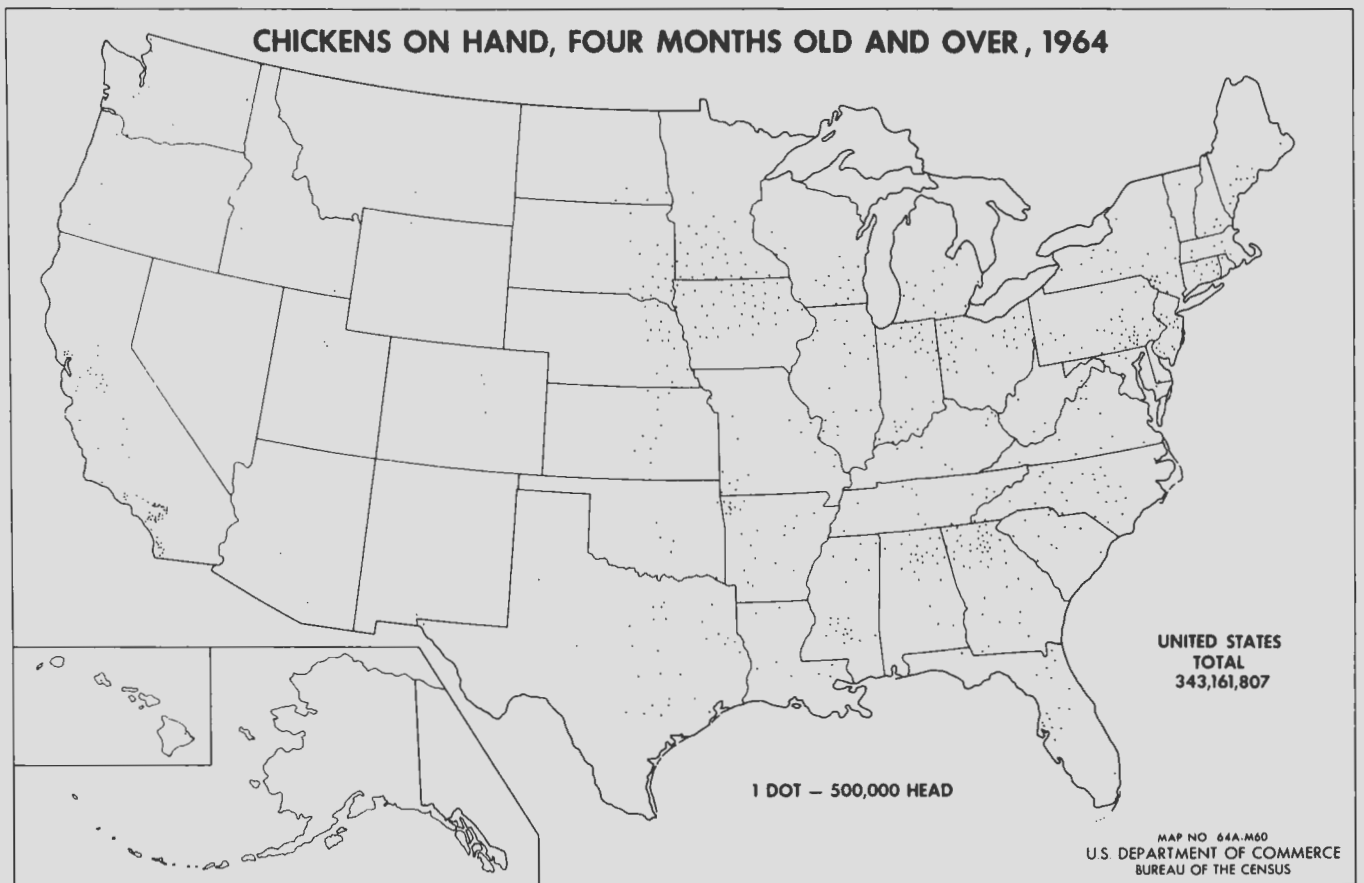 CHICKENS ON HAND, FOUR MONTHS OLD AND OVER, 1964
UNITED STATES
TOTAL
343,161,807
1 DOT – 500,000 HEAD
MAP NO 64A-M60
U.S. DEPARTMENT OF COMMERCE
BUREAU OF THE CENSUS